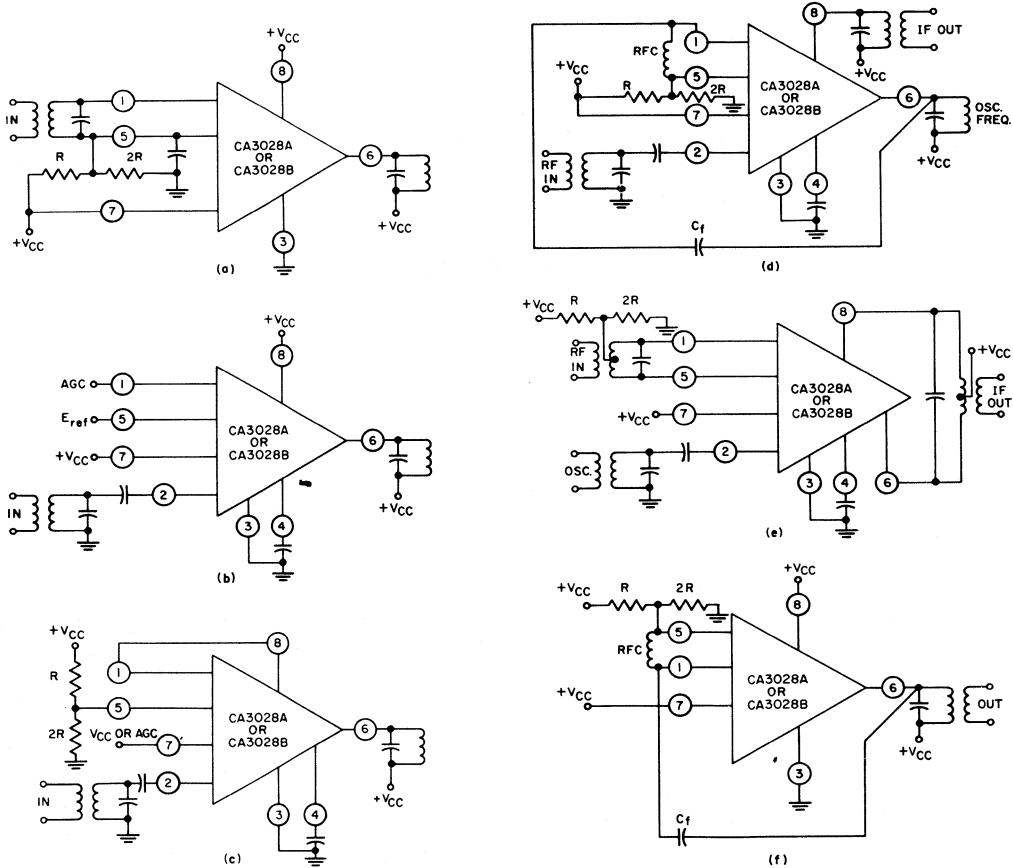 +VCC
8
1
IN
5
CA3028A
OR
CA3028B
6
R
2R
7
+VCC
+VCC
3
(a)
+VCC
8
AGC
1
Eref
5
CA3028A
OR
CA3028B
6
+VCC
7
+VCC
IN
2
3
4
(b)
+VCC
8
1
R
5
CA3028A
OR
CA3028B
6
2R
VCC OR AGC
7
+VCC
IN
2
3
4
(c)
8
IF OUT
1
RFC
+VCC
+VCC
5
R
2R
CA3028A
OR
CA3028B
6
OSC.
FREQ.
7
+VCC
RF
IN
2
3
4
Cf
(d)
+VCC
R
2R
8
RF
IN
1
+VCC
5
CA3028A
OR
CA3028B
IF
OUT
+VCC
7
OSC.
2
3
4
6
(e)
+VCC
+VCC
R
2R
8
5
RFC
1
CA3028A
OR
CA3028B
6
OUT
+VCC
7
+VCC
3
Cf
(f)